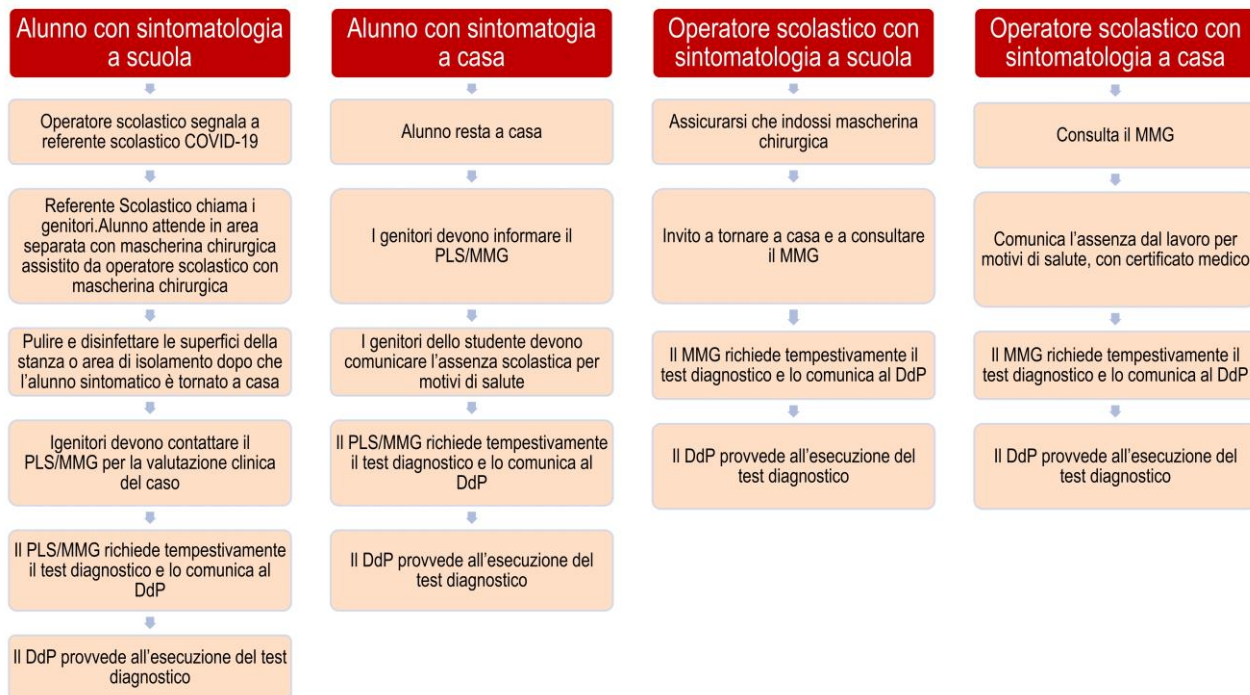 Alunno con sintomatologia
a scuola
Operatore scolastico segnala a
referente scolastico COVID-19
Referente Scolastico chiama i
genitori.Alunno attende in area
separata con mascherina chirurgica
assistito da operatore scolastico con
mascherina chirurgica
Pulire e disinfettare le superfici della
stanza o area di isolamento dopo che
l'alunno sintomatico è tornato a casa
Igenitori devono contattare il
PLS/MMG per la valutazione clinica
del caso
Il PLS/MMG richiede tempestivamente
il test diagnostico e lo comunica al
DdP
Il DdP provvede all'esecuzione del test
diagnostico
Alunno con sintomatogia
a casa
Alunno resta a casa
I genitori devono informare il
PLS/MMG
I genitori dello studente devono
comunicare l'assenza scolastica per
motivi di salute
Il PLS/MMG richiede tempestivamente
il test diagnostico e lo comunica al
DdP
Il DdP provvede all'esecuzione del
test diagnostico
Operatore scolastico con
sintomatologia a scuola
Assicurarsi che indossi mascherina
chirurgica
Invito a tornare a casa e a consultare
il MMG
Il MMG richiede tempestivamente il
test diagnostico e lo comunica al DdP
Il DdP provvede all'esecuzione del
test diagnostico
Operatore scolastico con
sintomatologia a casa
Consulta il MMG
Comunica l'assenza dal lavoro per
motivi di salute, con certificato medico
Il MMG richiede tempestivamente il
test diagnostico e lo comunica al DdP
Il DdP provvede all'esecuzione del
test diagnostico